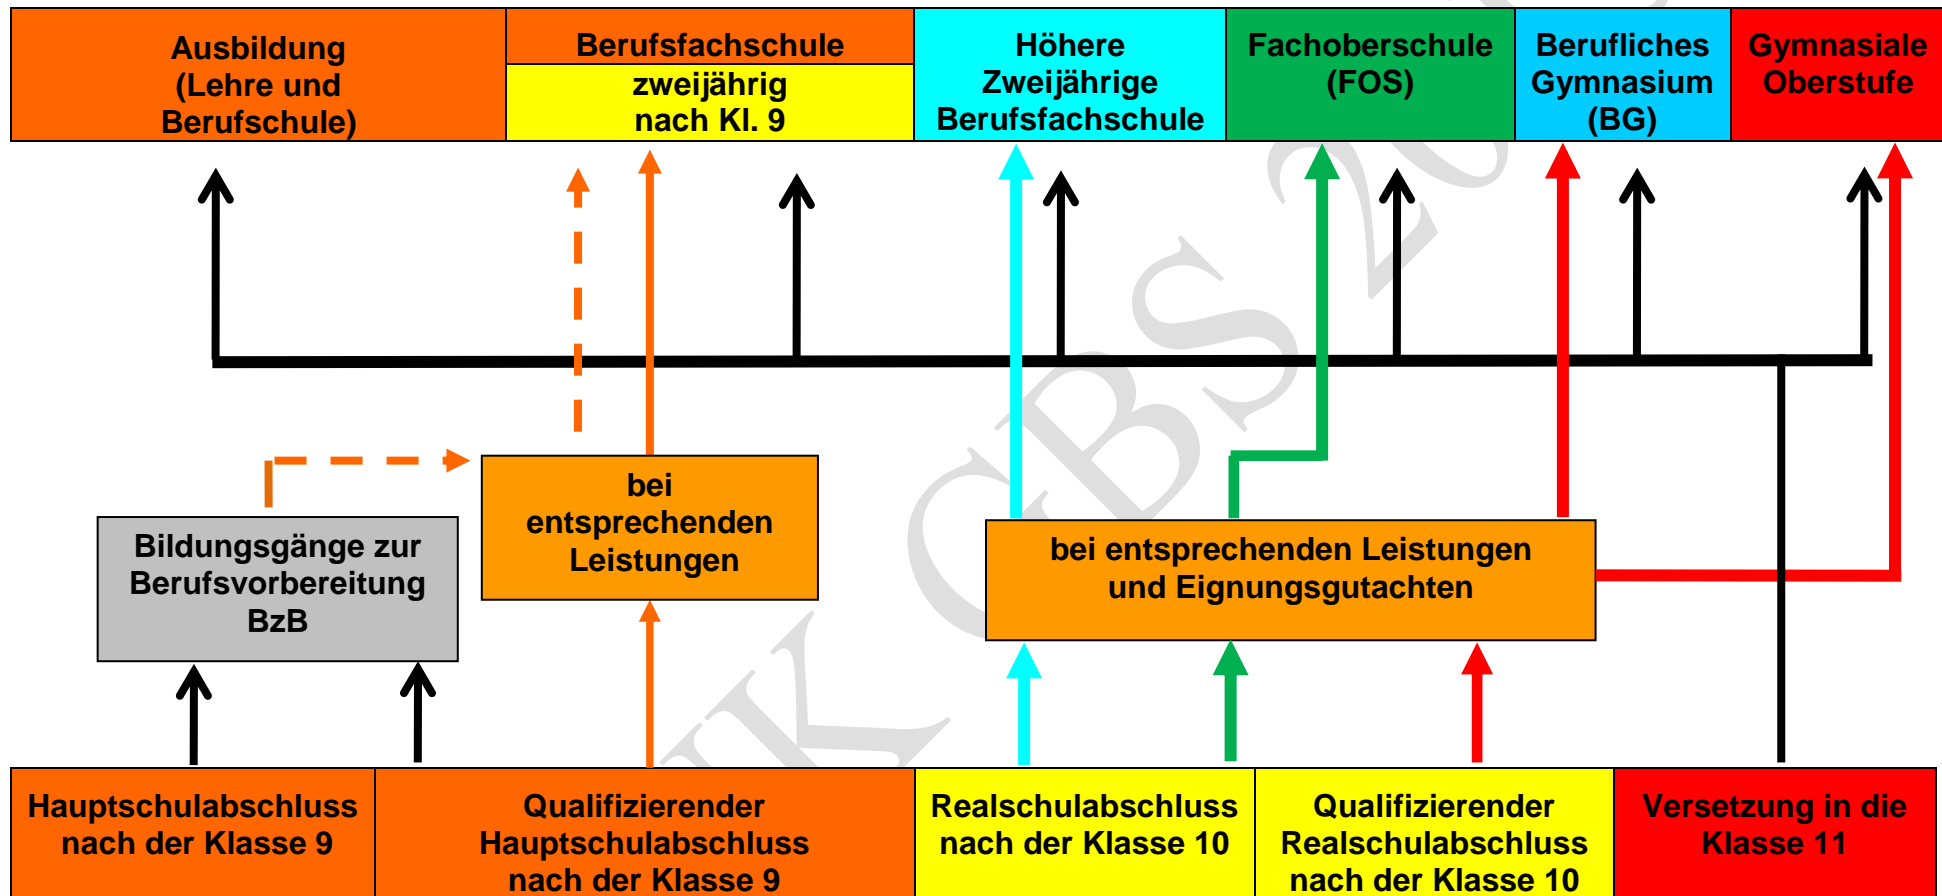 Ausbildung
(Lehre und
Berufschule)
Berufsfachschule
zweijährig
nach Kl. 9
Höhere
Zweijährige
Berufsfachschule
Fachoberschule
(FOS)
Berufliches
Gymnasium
(BG)
Gymnasiale
Oberstufe
bei
entsprechenden
Leistungen
Bildungsgänge zur
Berufsvorbereitung
BzB
bei entsprechenden Leistungen
und Eignungsgutachten
Hauptschulabschluss
nach der Klasse 9
Qualifizierender
Hauptschulabschluss
nach der Klasse 9
Realschulabschluss
nach der Klasse 10
Qualifizierender
Realschulabschluss
nach der Klasse 10
Versetzung in die
Klasse 11
GBS